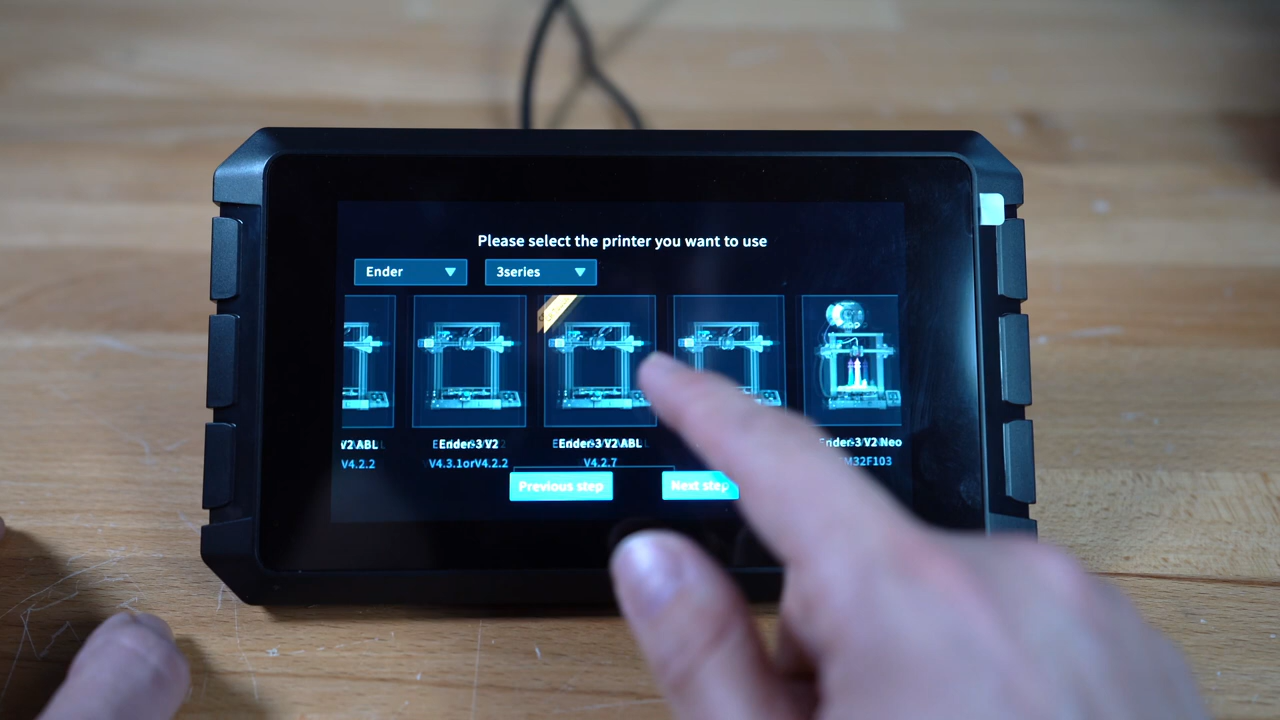 Please select the printer you want to use
Ender
3series
V2 ABL
V4.2.2
Ender-3 V2
V4.3.1orV4.2.2
Ender-3 V2 ABL
V4.2.7
Ender-3 V2 Neo
M32F103
Previous step
Next step